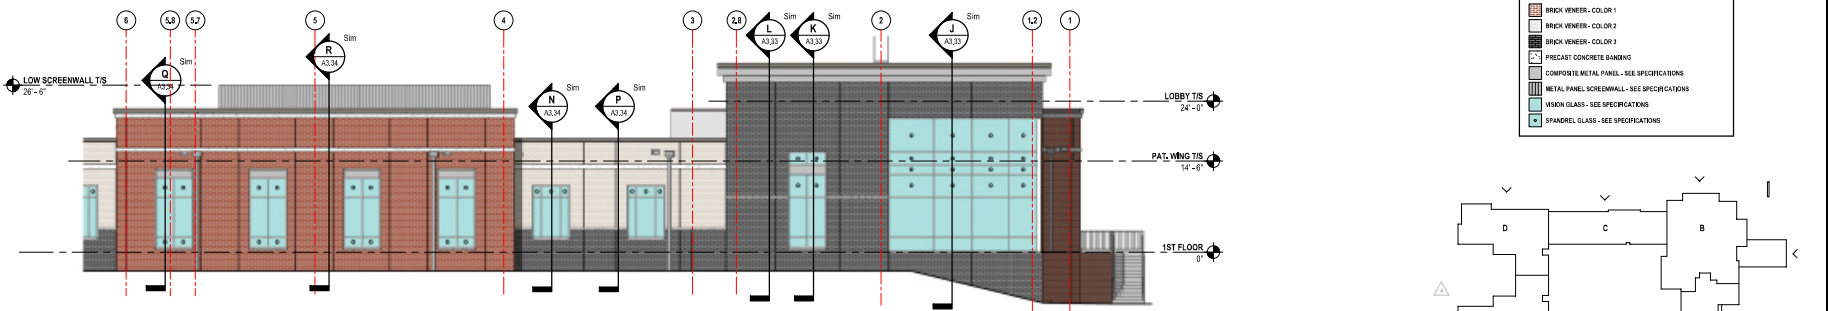 6
5.8
5.7
5
4
3
2.8
2
1.2
1
Sim
Q
A3.34
Sim
R
A3.34
Sim
N
A3.34
Sim
P
A3.34
Sim
L
A3.33
Sim
K
A3.33
Sim
J
A3.33
LOW SCREENWALL T/S
26' - 6"
LOBBY T/S
24' - 0"
PAT. WING T/S
14' - 6"
1ST FLOOR
0"
BRICK VENEER - COLOR 1
BRICK VENEER - COLOR 2
BRICK VENEER - COLOR 3
PRECAST CONCRETE BANDING
COMPOSITE METAL PANEL - SEE SPECIFICATIONS
METAL PANEL SCREENWALL - SEE SPECIFICATIONS
VISION GLASS - SEE SPECIFICATIONS
SPANDREL GLASS - SEE SPECIFICATIONS
D
C
B
4